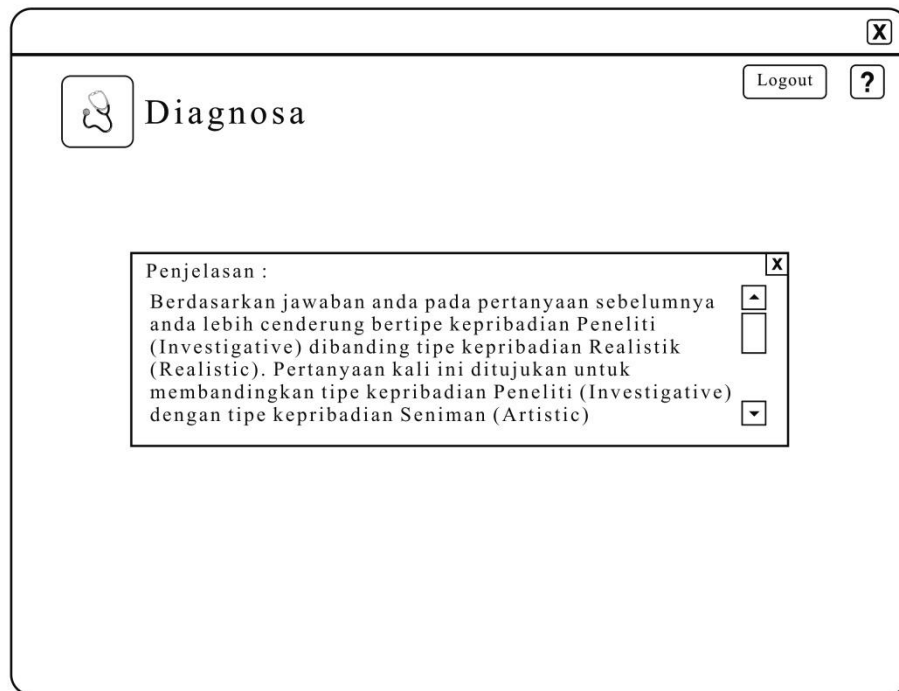 X
Logout
?
Diagnosa
Penjelasan :
X
Berdasarkan jawaban anda pada pertanyaan sebelumnya
anda lebih cenderung bertipe kepribadian Peneliti
(Investigative) dibanding tipe kepribadian Realistik
(Realistic). Pertanyaan kali ini ditujukan untuk
membandingkan tipe kepribadian Peneliti (Investigative)
dengan tipe kepribadian Seniman (Artistic)